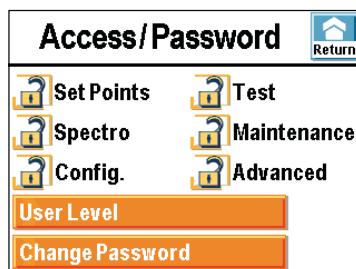 Access/Password
Return
Set Points
Test
Spectro
Maintenance
Config.
Advanced
User Level
Change Password